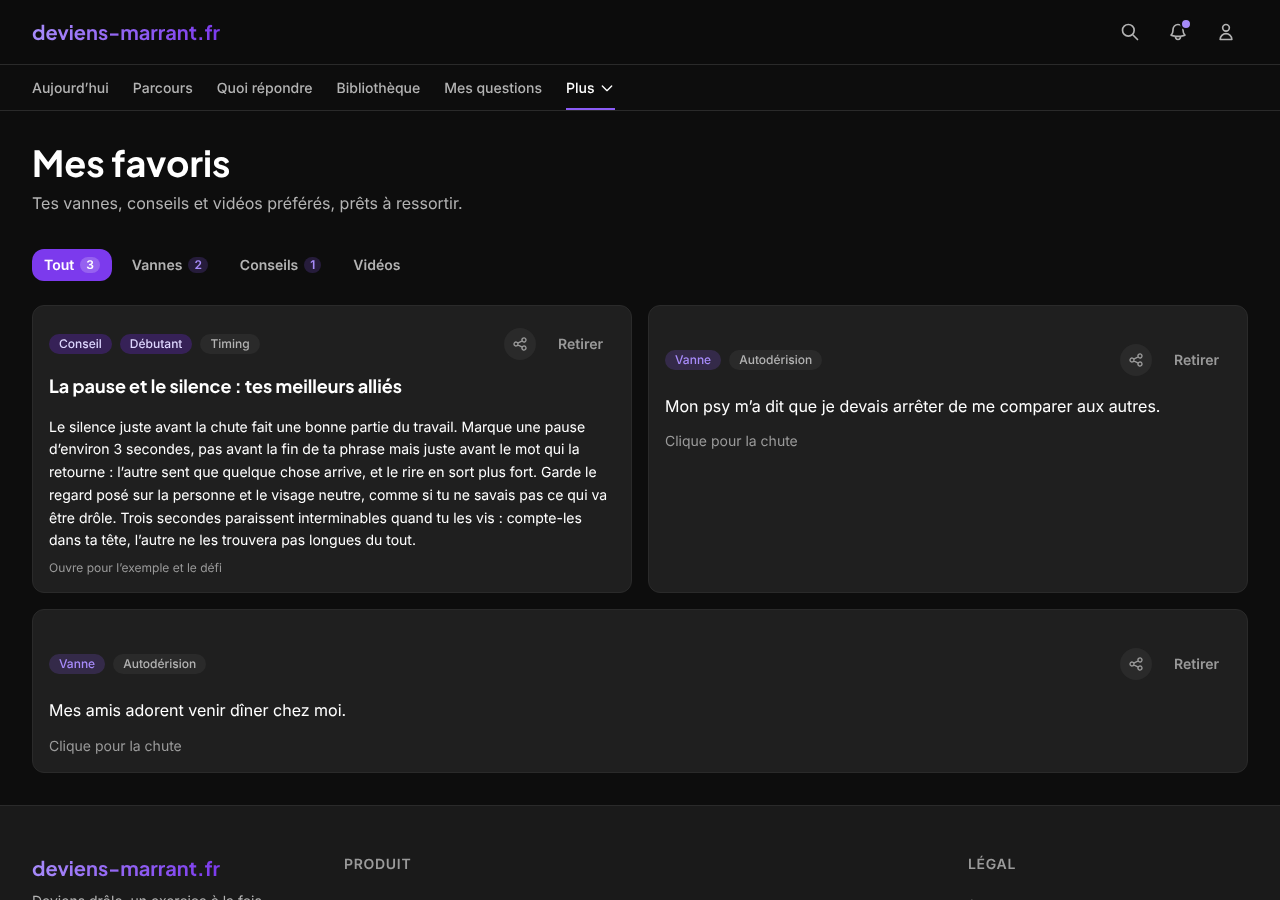 deviens-marrant.fr
Aujourd’hui Parcours Quoi répondre Bibliothèque Mes questions Plus
Mes favoris
Tes vannes, conseils et vidéos préférés, prêts à ressortir.
Tout 3 Vannes 2 Conseils 1 Vidéos
Conseil Débutant Timing Retirer
La pause et le silence : tes meilleurs alliés
Le silence juste avant la chute fait une bonne partie du travail. Marque une pause
d’environ 3 secondes, pas avant la fin de ta phrase mais juste avant le mot qui la
retourne : l’autre sent que quelque chose arrive, et le rire en sort plus fort. Garde le
regard posé sur la personne et le visage neutre, comme si tu ne savais pas ce qui va
être drôle. Trois secondes paraissent interminables quand tu les vis : compte-les
dans ta tête, l’autre ne les trouvera pas longues du tout.
Ouvre pour l’exemple et le défi
Vanne Autodérision Retirer
Mon psy m’a dit que je devais arrêter de me comparer aux autres.
Clique pour la chute
Vanne Autodérision Retirer
Mes amis adorent venir dîner chez moi.
Clique pour la chute
deviens-marrant.fr PRODUIT LÉGAL
Deviens drôle, un exercice à la fois